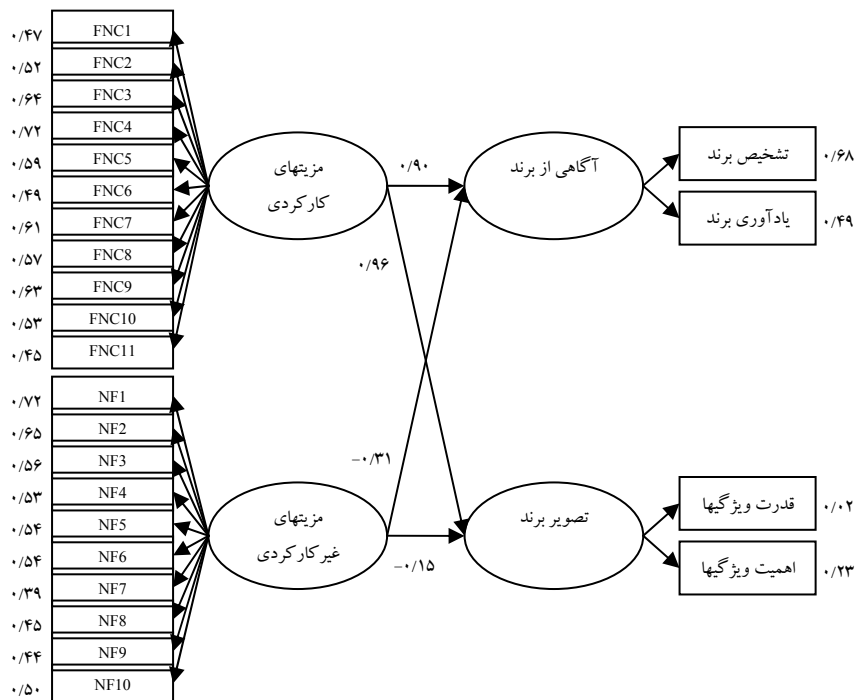 ۰/۴۷ FNC1
۰/۵۲ FNC2
۰/۶۴ FNC3
۰/۷۲ FNC4
۰/۵۹ FNC5
۰/۴۹ FNC6
۰/۶۱ FNC7
۰/۵۷ FNC8
۰/۶۳ FNC9
۰/۵۳ FNC10
۰/۴۵ FNC11
مزیتهای
کارکردی
۰/۹۰
۰/۹۶
آگاهی از برند
تشخیص برند ۰/۶۸
یادآوری برند ۰/۴۹
۰/۷۲ NF1
۰/۶۵ NF2
۰/۵۶ NF3
۰/۵۳ NF4
۰/۵۴ NF5
۰/۵۴ NF6
۰/۳۹ NF7
۰/۴۵ NF8
۰/۴۴ NF9
۰/۵۰ NF10
مزیتهای
غیرکارکردی
–۰/۳۱
–۰/۱۵
تصویر برند
قدرت ویژگیها ۰/۰۲
اهمیت ویژگیها ۰/۲۳